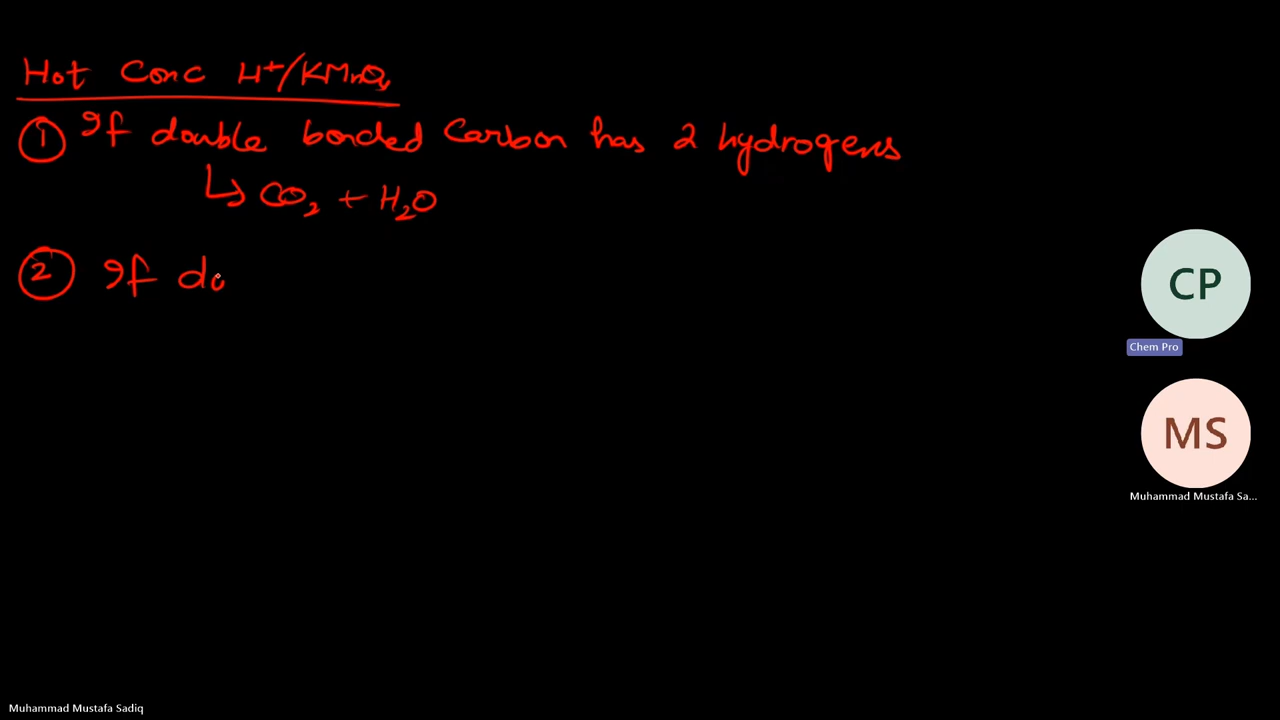 Hot Conc H⁺/KMnO₄
① If double bonded Carbon has 2 hydrogens
↳ CO₂ + H₂O
② If do
CP
Chem Pro
MS
Muhammad Mustafa Sa...
Muhammad Mustafa Sadiq